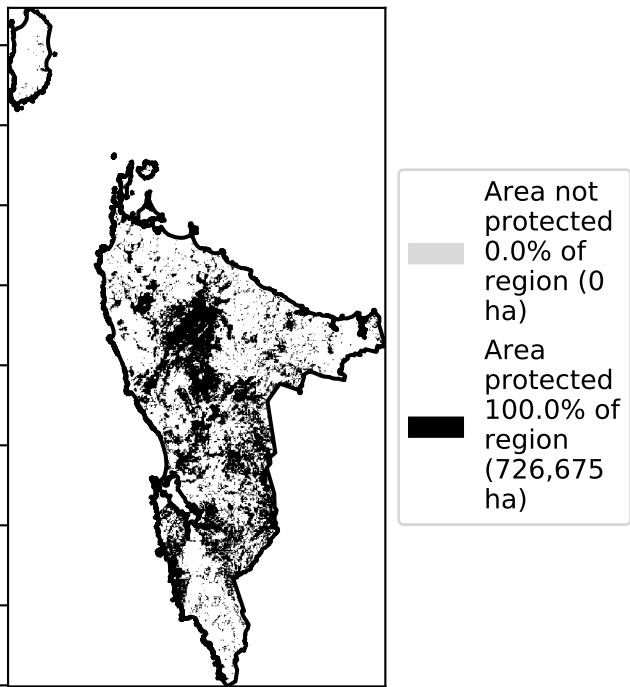 Area not
protected
0.0% of
region (0
ha)
Area
protected
100.0% of
region
(726,675
ha)